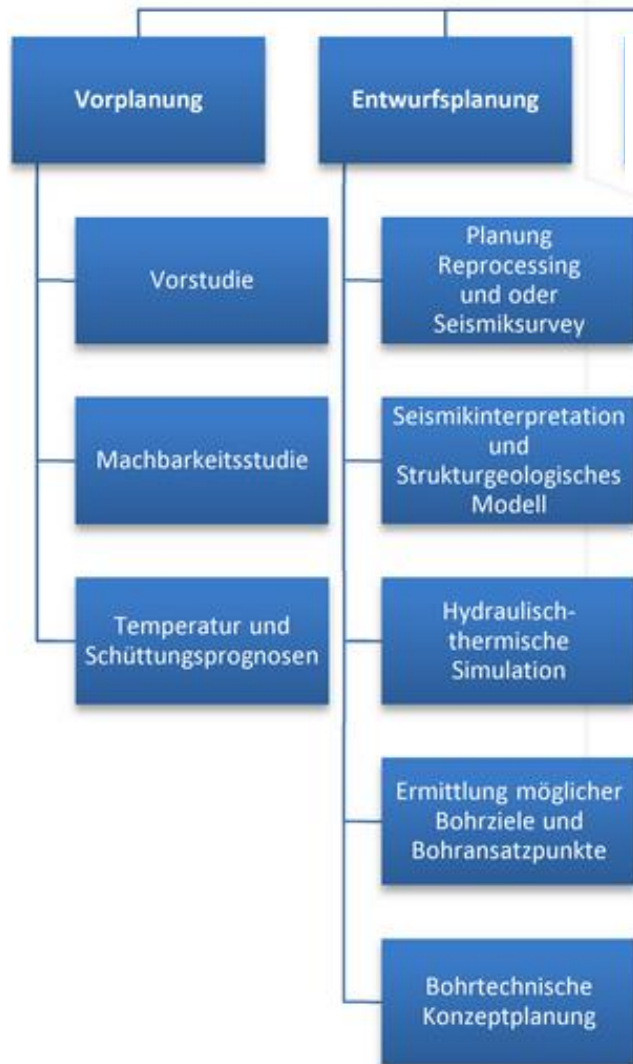 Vorplanung
Vorstudie
Machbarkeitsstudie
Temperatur und
Schüttungsprognosen
Entwurfsplanung
Planung
Reprocessing
und oder
Seismiksurvey
Seismikinterpretation
und
Strukturgeologisches
Modell
Hydraulisch-
thermische
Simulation
Ermittlung möglicher
Bohrziele und
Bohransatzpunkte
Bohrtechnische
Konzeptplanung